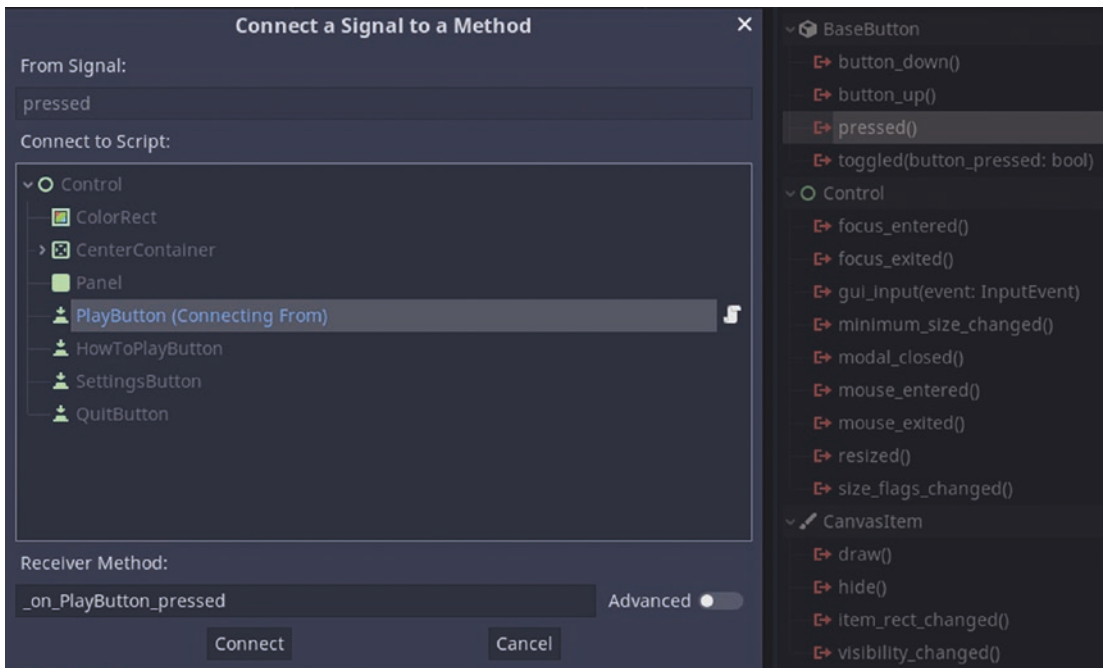 Connect a Signal to a Method
From Signal:
pressed
Connect to Script:
Control
ColorRect
CenterContainer
Panel
PlayButton (Connecting From)
HowToPlayButton
SettingsButton
QuitButton
Receiver Method:
_on_PlayButton_pressed
Advanced
Connect
Cancel
BaseButton
button_down()
button_up()
pressed()
toggled(button_pressed: bool)
Control
focus_entered()
focus_exited()
gui_input(event: InputEvent)
minimum_size_changed()
modal_closed()
mouse_entered()
mouse_exited()
resized()
size_flags_changed()
CanvasItem
draw()
hide()
item_rect_changed()
visibility_changed()